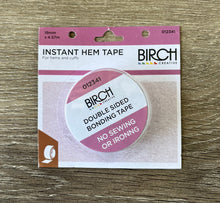 19mm
x 4.57m
012341
INSTANT HEM TAPE
For hems and cuffs
BIRCH
CREATIVE
012341
BIRCH
DOUBLE SIDED
BONDING TAPE
NO SEWING
OR IRONING